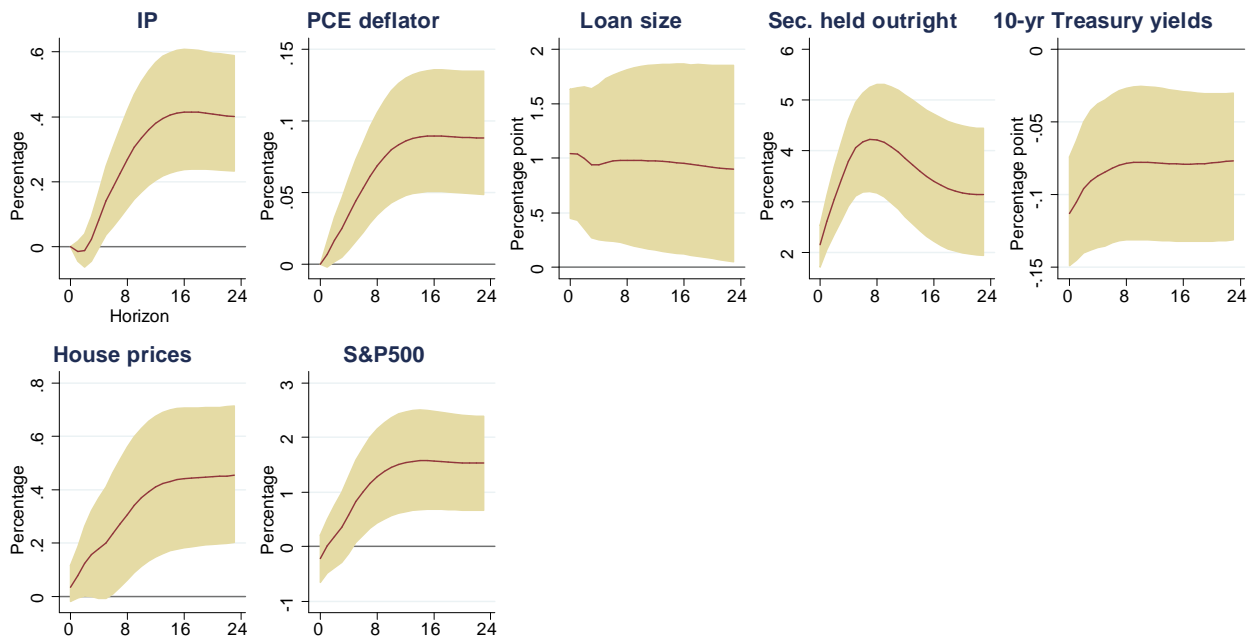 IP
PCE deflator
Loan size
Sec. held outright
10-yr Treasury yields
Percentage
0 .2 .4 .6
0 8 16 24
Horizon
Percentage
0 .05 .1 .15
0 8 16 24
Percentage point
0 .5 1 1.5 2
0 8 16 24
Percentage
2 3 4 5 6
0 8 16 24
Percentage point
-.15 -.1 -.05 0
0 8 16 24
House prices
S&P500
Percentage
0 .2 .4 .6 .8
0 8 16 24
Percentage
-1 0 1 2 3
0 8 16 24